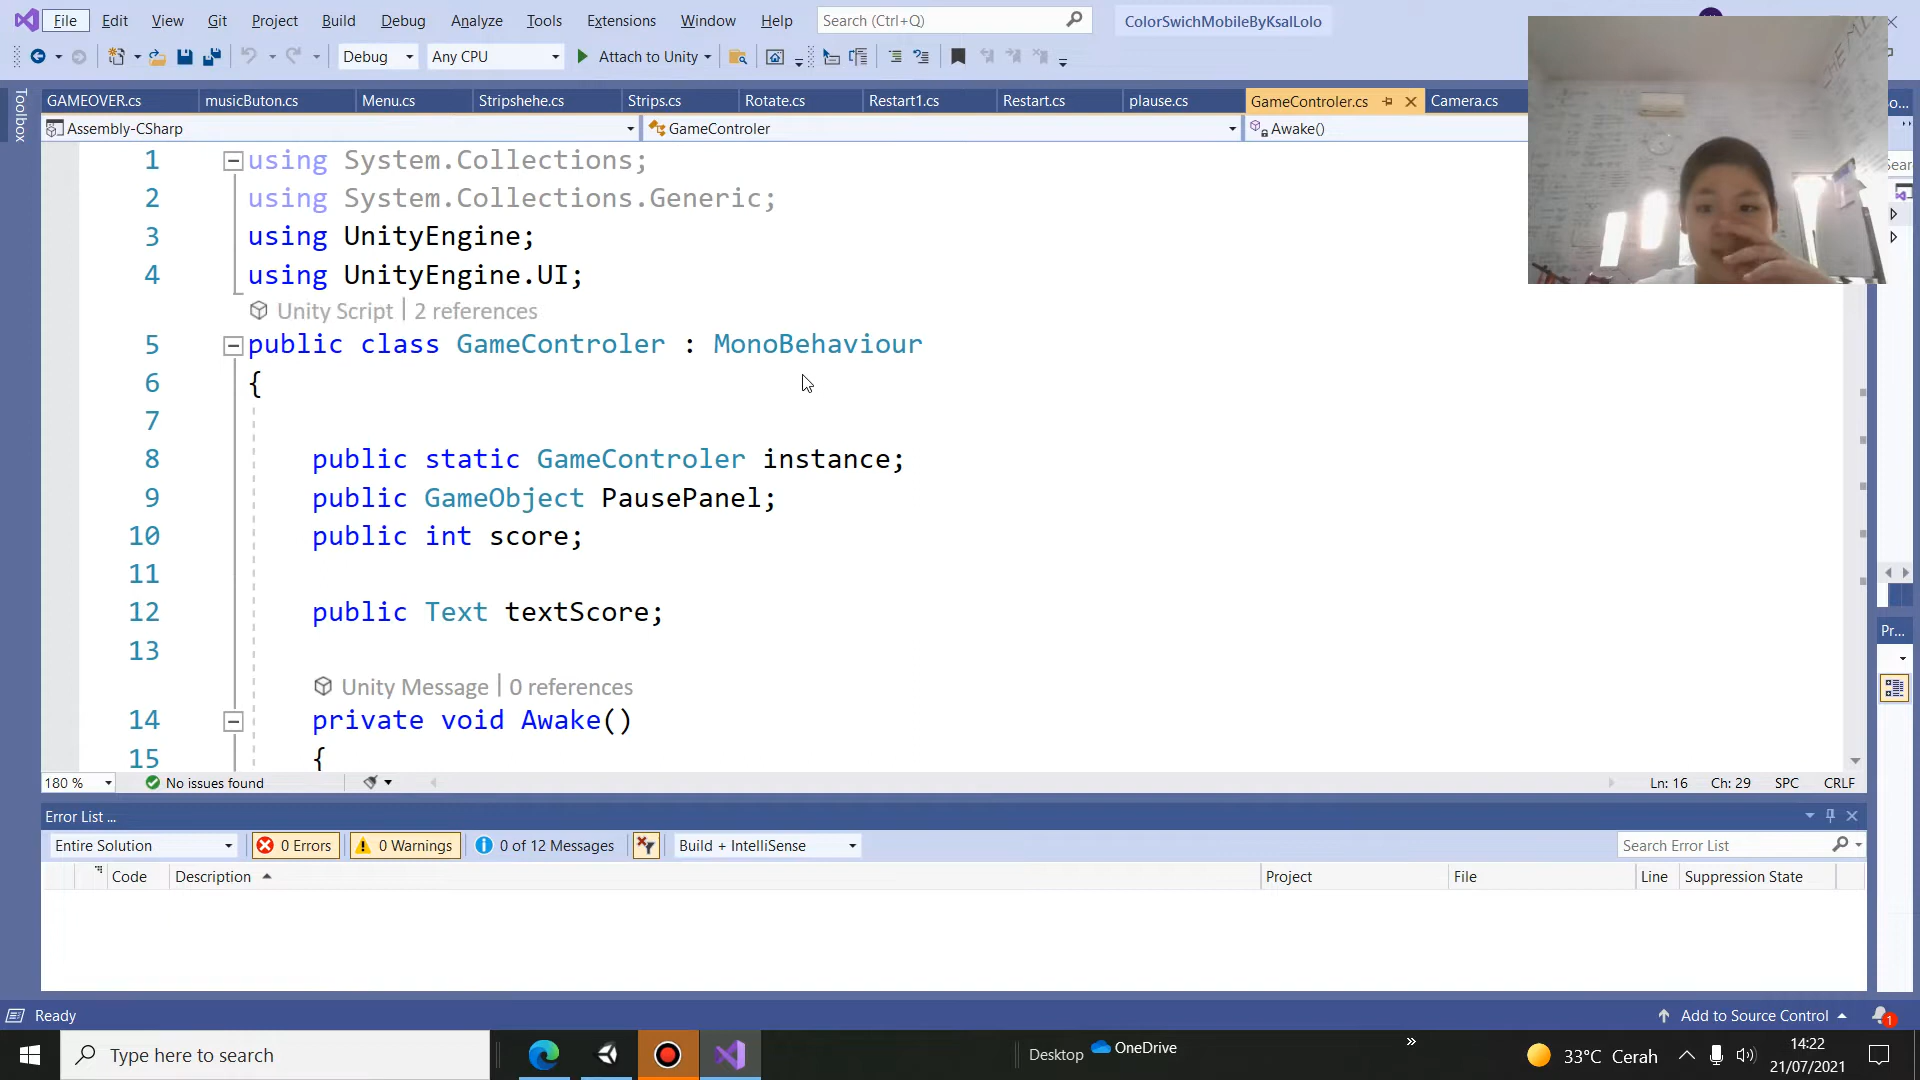 File Edit View Git Project Build Debug Analyze Tools Extensions Window Help Search (Ctrl+Q) ColorSwichMobileByKsalLolo
Debug Any CPU Attach to Unity
Toolbox
GAMEOVER.cs musicButon.cs Menu.cs Stripshehe.cs Strips.cs Rotate.cs Restart1.cs Restart.cs plause.cs GameControler.cs Camera.cs
Assembly-CSharp GameControler Awake()
1 using System.Collections;
2 using System.Collections.Generic;
3 using UnityEngine;
4 using UnityEngine.UI;
Unity Script | 2 references
5 public class GameControler : MonoBehaviour
6 {
7
8 public static GameControler instance;
9 public GameObject PausePanel;
10 public int score;
11
12 public Text textScore;
13
Unity Message | 0 references
14 private void Awake()
15 {
180 % No issues found Ln: 16 Ch: 29 SPC CRLF
Pr...
Error List ...
Entire Solution 0 Errors 0 Warnings 0 of 12 Messages Build + IntelliSense Search Error List
Code Description Project File Line Suppression State
Ready Add to Source Control 1
Type here to search Desktop OneDrive » 33°C Cerah 14:22
21/07/2021